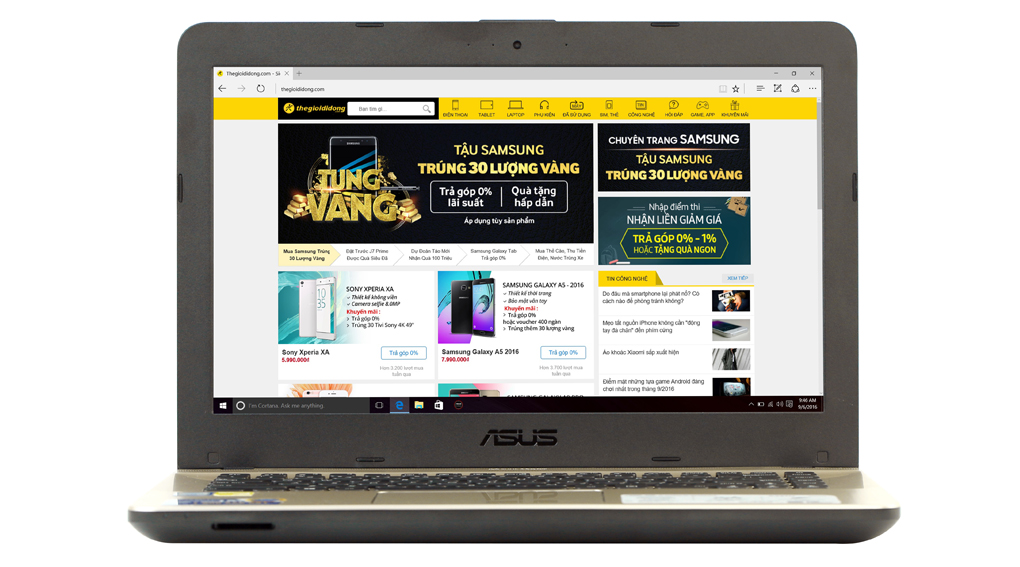 Thegioididong.com - Si
thegioididong.com
thegioididong
Bạn tìm gì...
ĐIỆN THOẠI
TABLET
LAPTOP
PHỤ KIỆN
ĐÃ SỬ DỤNG
SIM, THẺ
CÔNG NGHỆ
HỎI ĐÁP
GAME, APP
KHUYẾN MÃI
TUNG
VÀNG
TẬU SAMSUNG
TRÚNG 30 LƯỢNG VÀNG
Trả góp 0%
lãi suất
Quà tặng
hấp dẫn
Áp dụng tùy sản phẩm
CHUYÊN TRANG SAMSUNG
TẬU SAMSUNG
TRÚNG 30 LƯỢNG VÀNG
Nhập điểm thi
NHẬN LIỀN GIẢM GIÁ
TRẢ GÓP 0% - 1%
HOẶC TẶNG QUÀ NGON
Mua Samsung Trúng
30 Lượng Vàng
Đặt Trước J7 Prime
Được Quà Siêu Đã
Dự Đoán Táo Mới
Nhận Quà 100 Triệu
Samsung Galaxy Tab
Trả góp 0%
Mua Thẻ Cào, Thu Tiền
Điện, Nước Trúng Xe
SONY XPERIA XA
Thiết kế không viền
Camera selfie 8.0MP
Khuyến mãi :
Trả góp 0%
Trúng 30 Tivi Sony 4K 49"
Sony Xperia XA
5.990.000₫
Trả góp 0%
Hơn 3.200 lượt mua
tuần qua
SAMSUNG GALAXY A5 - 2016
Thiết kế thời trang
Bảo mật vân tay
Khuyến mãi :
Trả góp 0%
hoặc voucher 400 ngàn
Trúng thêm 30 lượng vàng
Samsung Galaxy A5 2016
7.990.000₫
Trả góp 0%
Hơn 3.700 lượt mua
tuần qua
TIN CÔNG NGHỆ
XEM TIẾP
Do đâu mà smartphone lại phát nổ? Có
cách nào để phòng tránh không?
Mẹo tắt nguồn iPhone không cần "động
tay đá chân" đến phím cứng
Áo khoác Xiaomi sắp xuất hiện
Điểm mặt những tựa game Android đáng
chơi nhất trong tháng 9/2016
I'm Cortana. Ask me anything.
9:46 AM
9/6/2016
ASUS